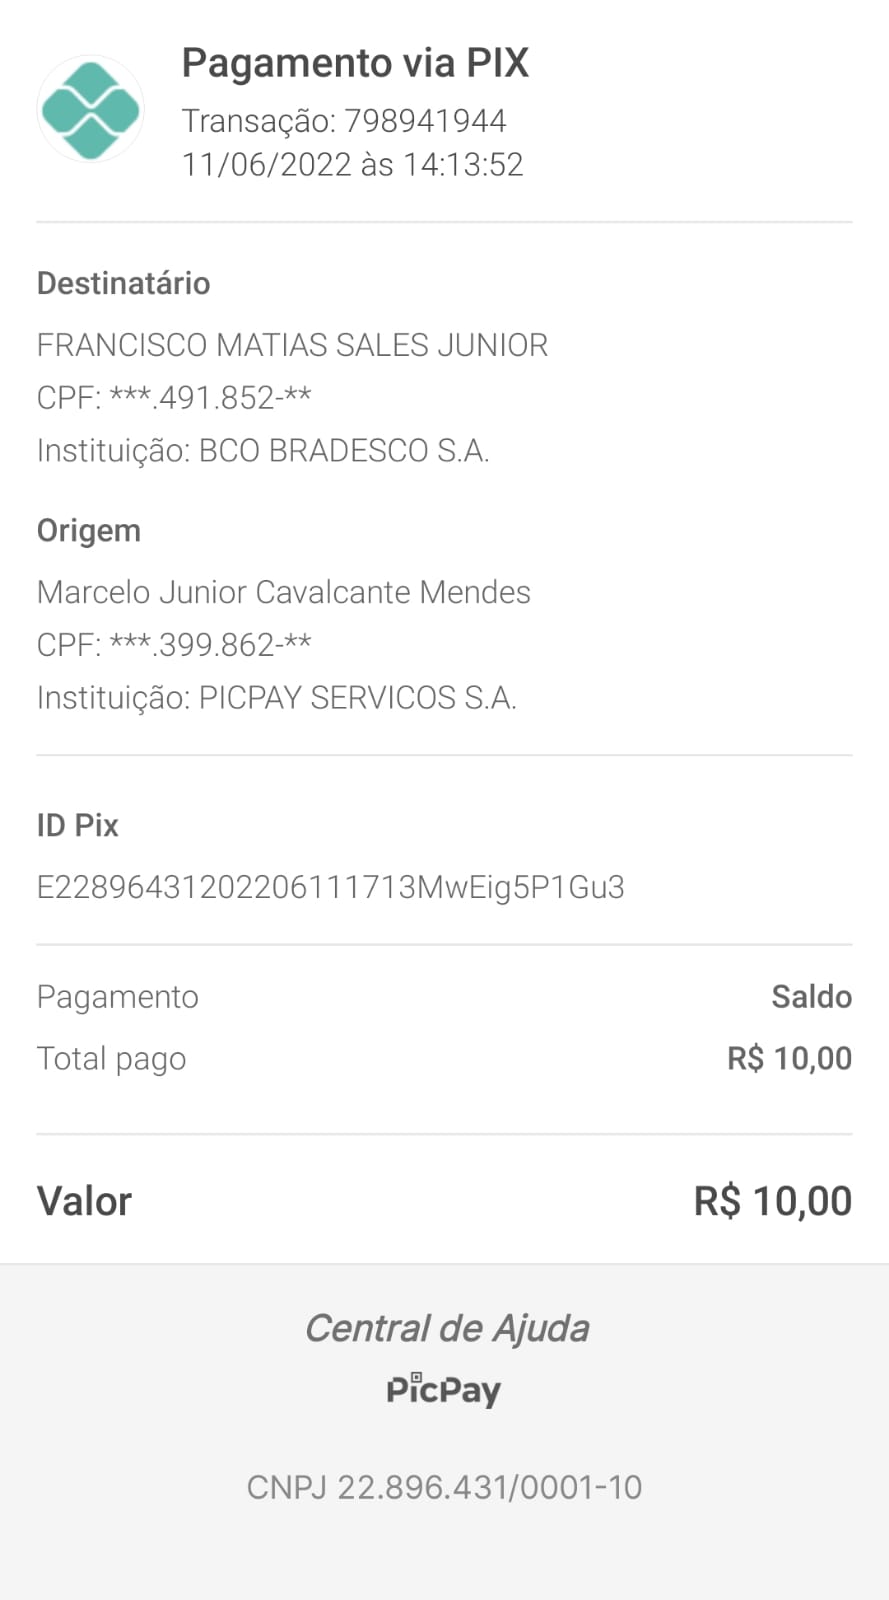 Pagamento via PIX
Transação: 798941944
11/06/2022 às 14:13:52
Destinatário
FRANCISCO MATIAS SALES JUNIOR
CPF: ***.491.852-**
Instituição: BCO BRADESCO S.A.
Origem
Marcelo Junior Cavalcante Mendes
CPF: ***.399.862-**
Instituição: PICPAY SERVICOS S.A.
ID Pix
E22896431202206111713MwEig5P1Gu3
Pagamento Saldo
Total pago R$ 10,00
Valor R$ 10,00
Central de Ajuda
PicPay
CNPJ 22.896.431/0001-10